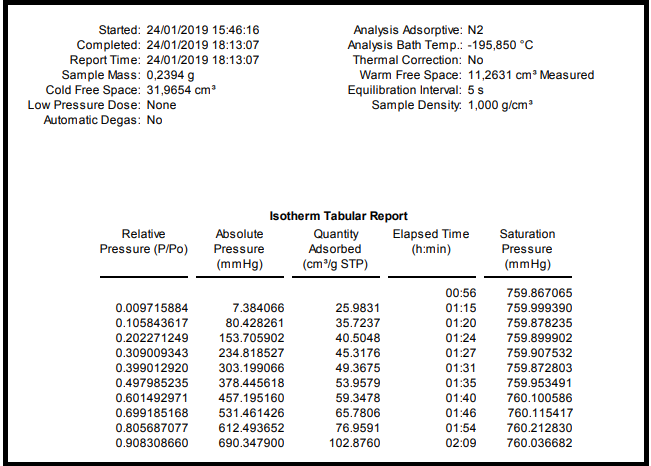 Started: 24/01/2019 15:46:16 Analysis Adsorptive: N2
Completed: 24/01/2019 18:13:07 Analysis Bath Temp.: -195,850 °C
Report Time: 24/01/2019 18:13:07 Thermal Correction: No
Sample Mass: 0,2394 g Warm Free Space: 11,2631 cm³ Measured
Cold Free Space: 31,9654 cm³ Equilibration Interval: 5 s
Low Pressure Dose: None Sample Density: 1,000 g/cm³
Automatic Degas: No
Isotherm Tabular Report
Relative Absolute Quantity Elapsed Time Saturation
Pressure (P/Po) Pressure Adsorbed (h:min) Pressure
(mmHg) (cm³/g STP) (mmHg)
00:56 759.867065
0.009715884 7.384066 25.9831 01:15 759.999390
0.105843617 80.428261 35.7237 01:20 759.878235
0.202271249 153.705902 40.5048 01:24 759.899902
0.309009343 234.818527 45.3176 01:27 759.907532
0.399012920 303.199066 49.3675 01:31 759.872803
0.497985235 378.445618 53.9579 01:35 759.953491
0.601492971 457.195160 59.3478 01:40 760.100586
0.699185168 531.461426 65.7806 01:46 760.115417
0.805687077 612.493652 76.9591 01:54 760.212830
0.908308660 690.347900 102.8760 02:09 760.036682